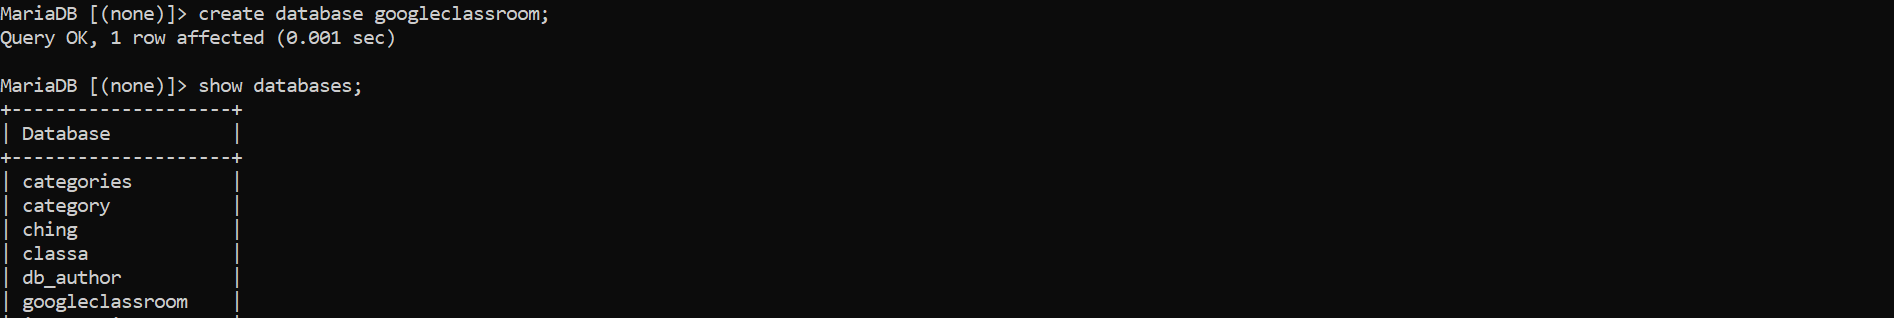 MariaDB [(none)]> create database googleclassroom;
Query OK, 1 row affected (0.001 sec)
MariaDB [(none)]> show databases;
+--------------------+
| Database           |
+--------------------+
| categories         |
| category           |
| ching              |
| classa             |
| db_author          |
| googleclassroom    |